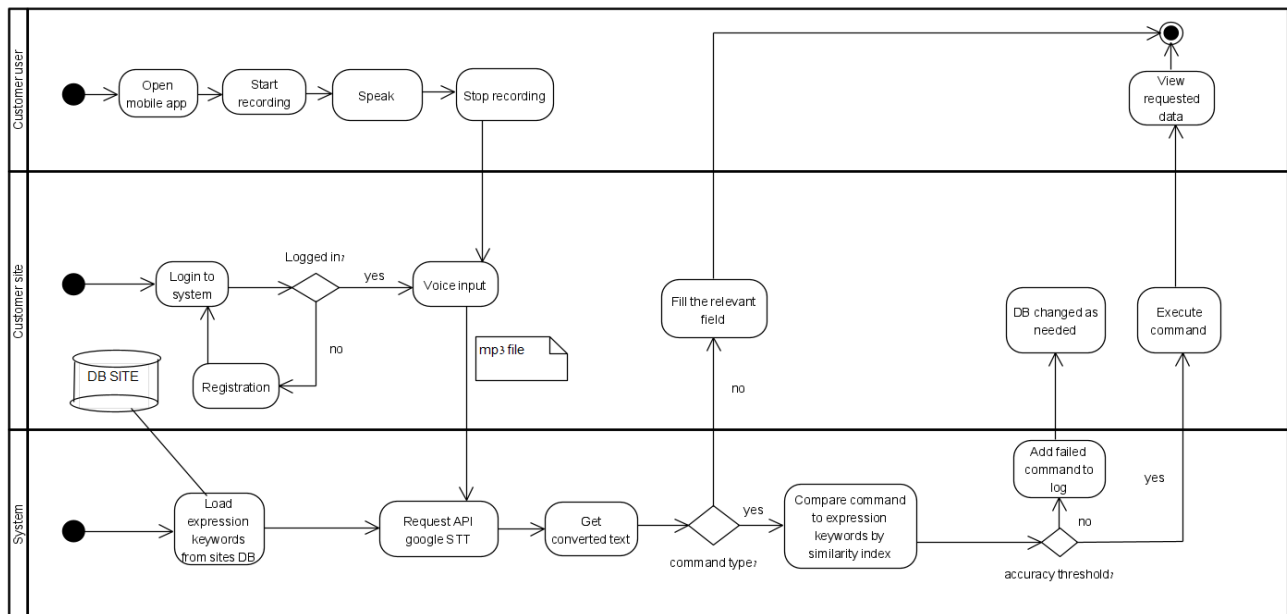 Customer user
Open
mobile app
Start
recording
Speak
Stop recording
View
requested
data
Customer site
Login to
system
Logged in?
yes
no
Registration
Voice input
mp3 file
DB SITE
Fill the relevant
field
no
DB changed as
needed
Execute
command
System
Load
expression
keywords
from sites DB
Request API
google STT
Get
converted text
command type?
yes
Compare command
to expression
keywords by
similarity index
Add failed
command to
log
no
yes
accuracy threshold?